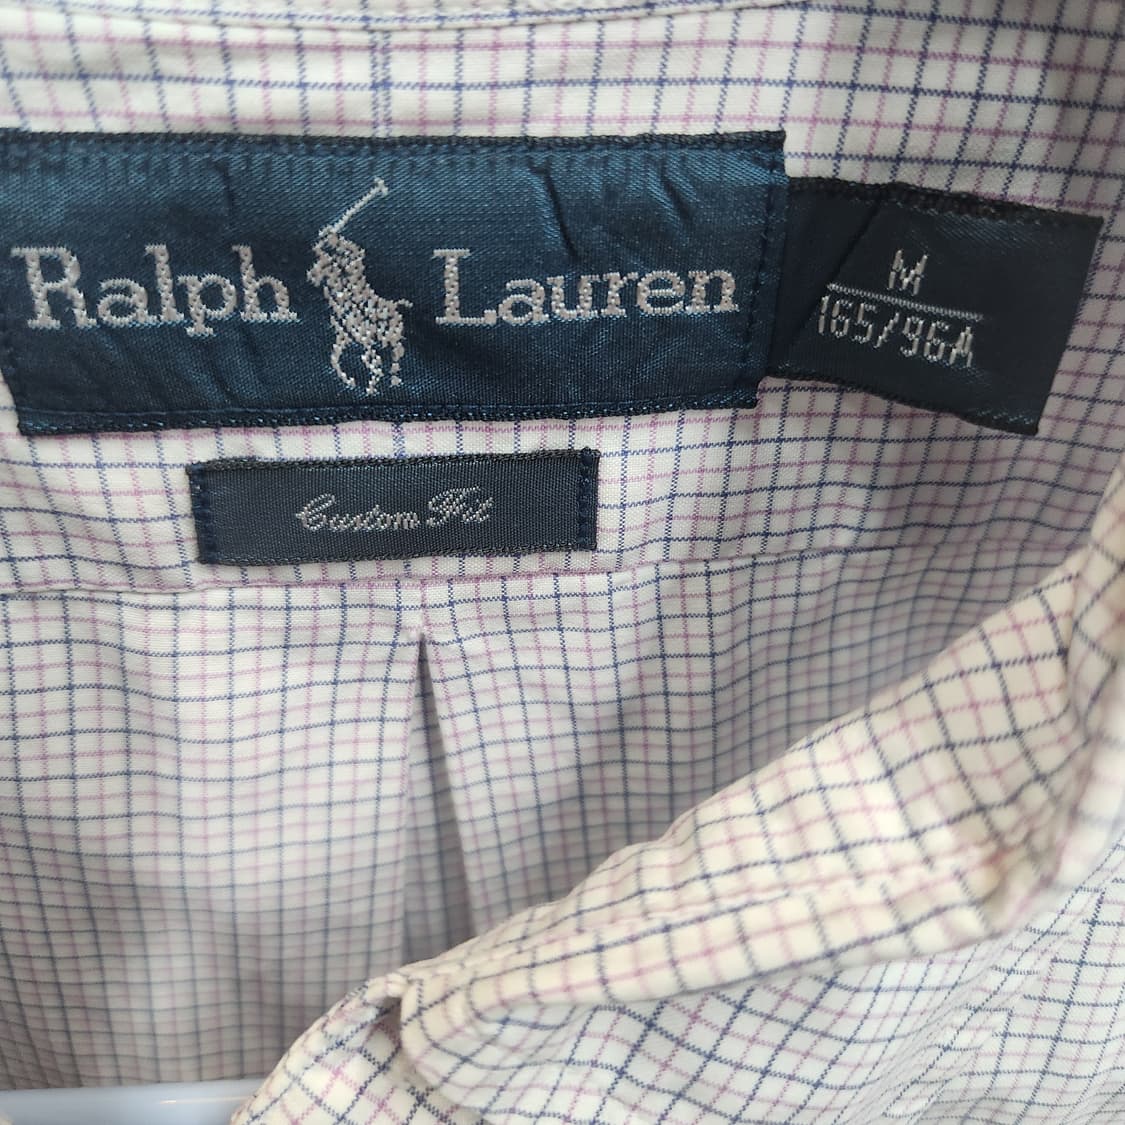 Ralph Lauren
M
165/96A
Custom Fit